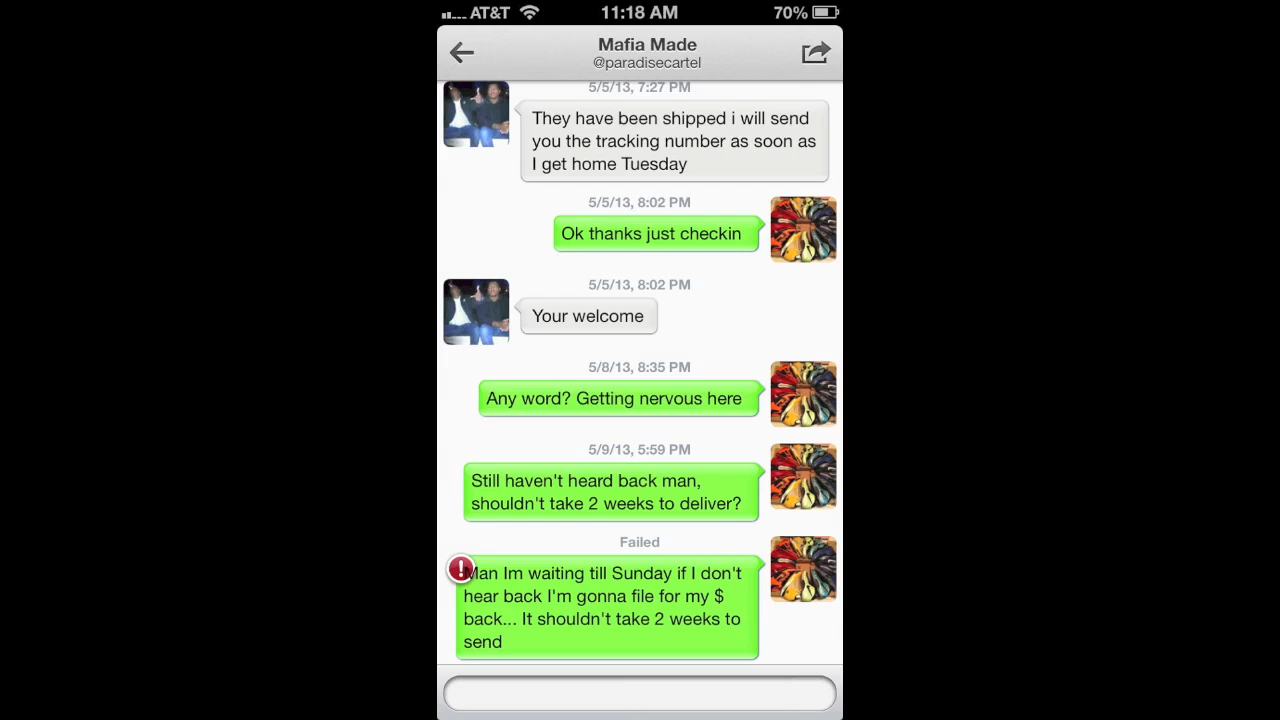 AT&T 11:18 AM 70%
Mafia Made
@paradisecartel
5/5/13, 7:27 PM
They have been shipped i will send
you the tracking number as soon as
I get home Tuesday
5/5/13, 8:02 PM
Ok thanks just checkin
5/5/13, 8:02 PM
Your welcome
5/8/13, 8:35 PM
Any word? Getting nervous here
5/9/13, 5:59 PM
Still haven't heard back man,
shouldn't take 2 weeks to deliver?
Failed
Man Im waiting till Sunday if I don't
hear back I'm gonna file for my $
back... It shouldn't take 2 weeks to
send